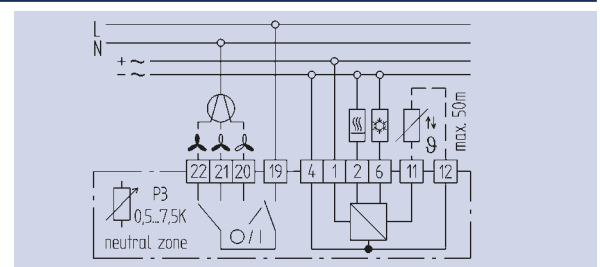 L
N
+ ~
- ~
max. 50m
ϑ
22 21 20 19 4 1 2 6 11 12
P3
0,5...7,5K
neutral zone
O / I